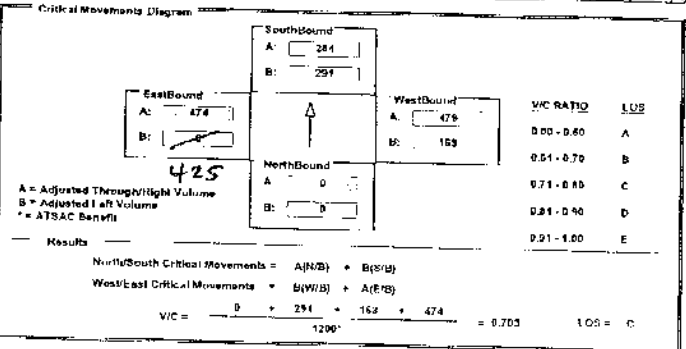 Critical Movements Diagram
SouthBound
A: 284
B: 291
EastBound
A: 474
B: 0
425
WestBound
A: 479
B: 163
NorthBound
A 0
B: 0
A = Adjusted Through/Right Volume
B = Adjusted Left Volume
* = ATSAC Benefit
V/C RATIO LOS
0.00 - 0.60 A
0.61 - 0.70 B
0.71 - 0.80 C
0.81 - 0.90 D
0.91 - 1.00 E
Results
North/South Critical Movements = A(N/B) + B(S/B)
West/East Critical Movements = B(W/B) + A(E/B)
V/C = 0 + 291 + 163 + 474 = LOS = C
1200*